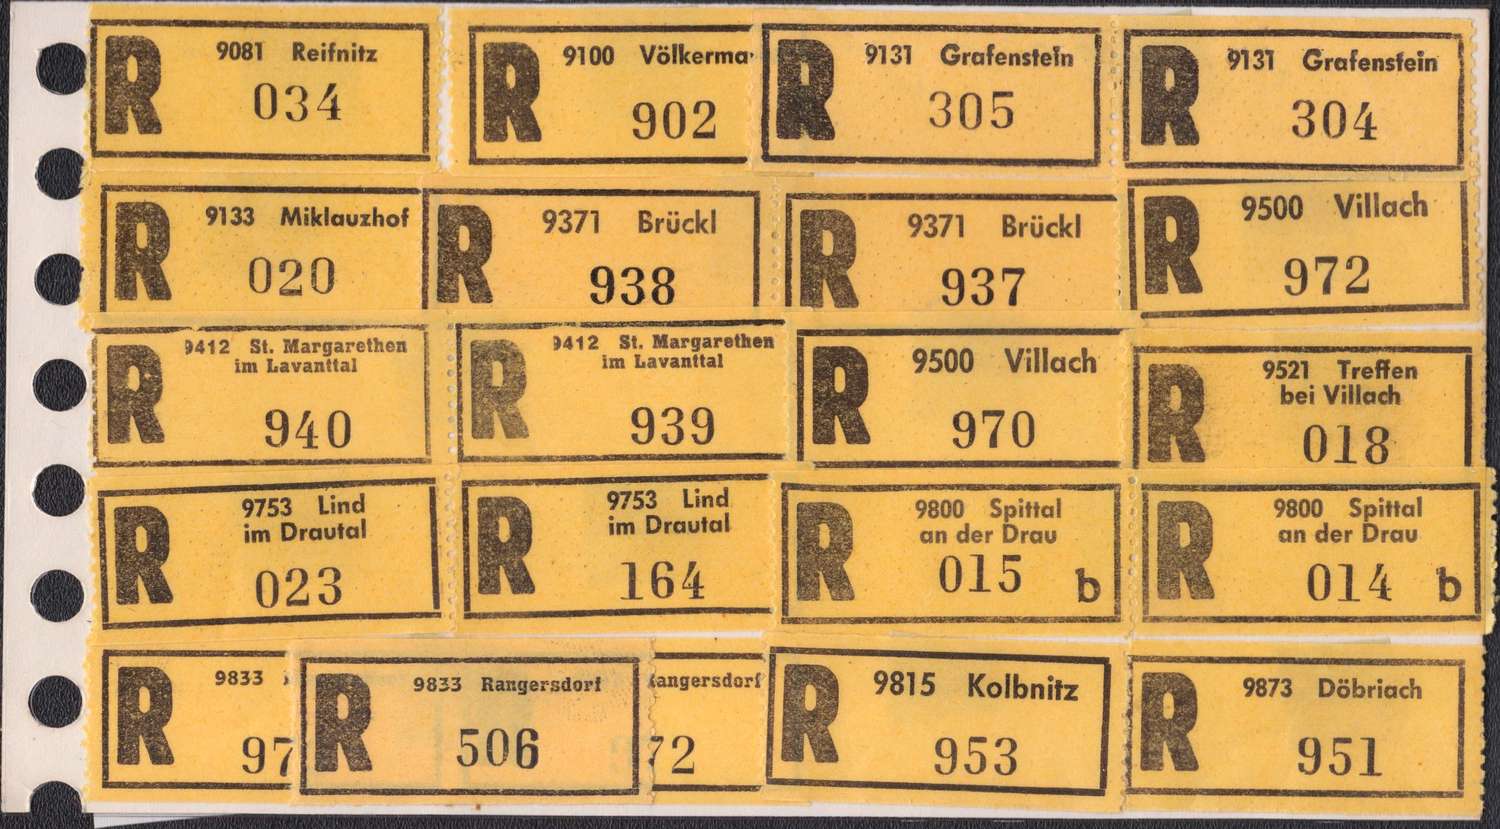 R 9081 Reifnitz
034
R 9100 Völkerma
902
R 9131 Grafenstein
305
R 9131 Grafenstein
304
R 9133 Miklauzhof
020
R 9371 Brückl
938
R 9371 Brückl
937
R 9500 Villach
972
R 9412 St. Margarethen
im Lavanttal
940
R 9412 St. Margarethen
im Lavanttal
939
R 9500 Villach
970
R 9521 Treffen
bei Villach
018
R 9753 Lind
im Drautal
023
R 9753 Lind
im Drautal
164
R 9800 Spittal
an der Drau
015 b
R 9800 Spittal
an der Drau
014 b
R 9833
97
R 9833 Rangersdorf
506
angersdorf
72
R 9815 Kolbnitz
953
R 9873 Döbriach
951